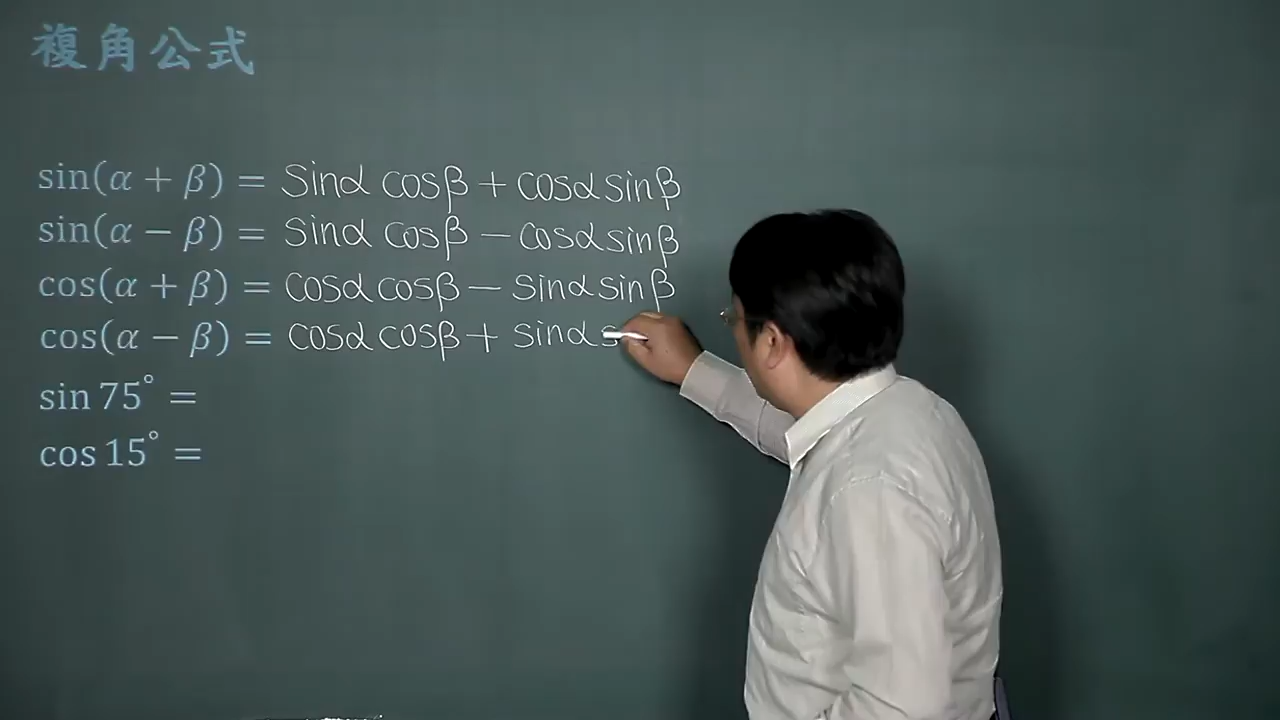 複角公式
sin(α + β) = sinα cosβ + cosα sinβ
sin(α − β) = sinα cosβ − cosα sinβ
cos(α + β) = cosα cosβ − sinα sinβ
cos(α − β) = cosα cosβ + sinα s
sin 75° =
cos 15° =